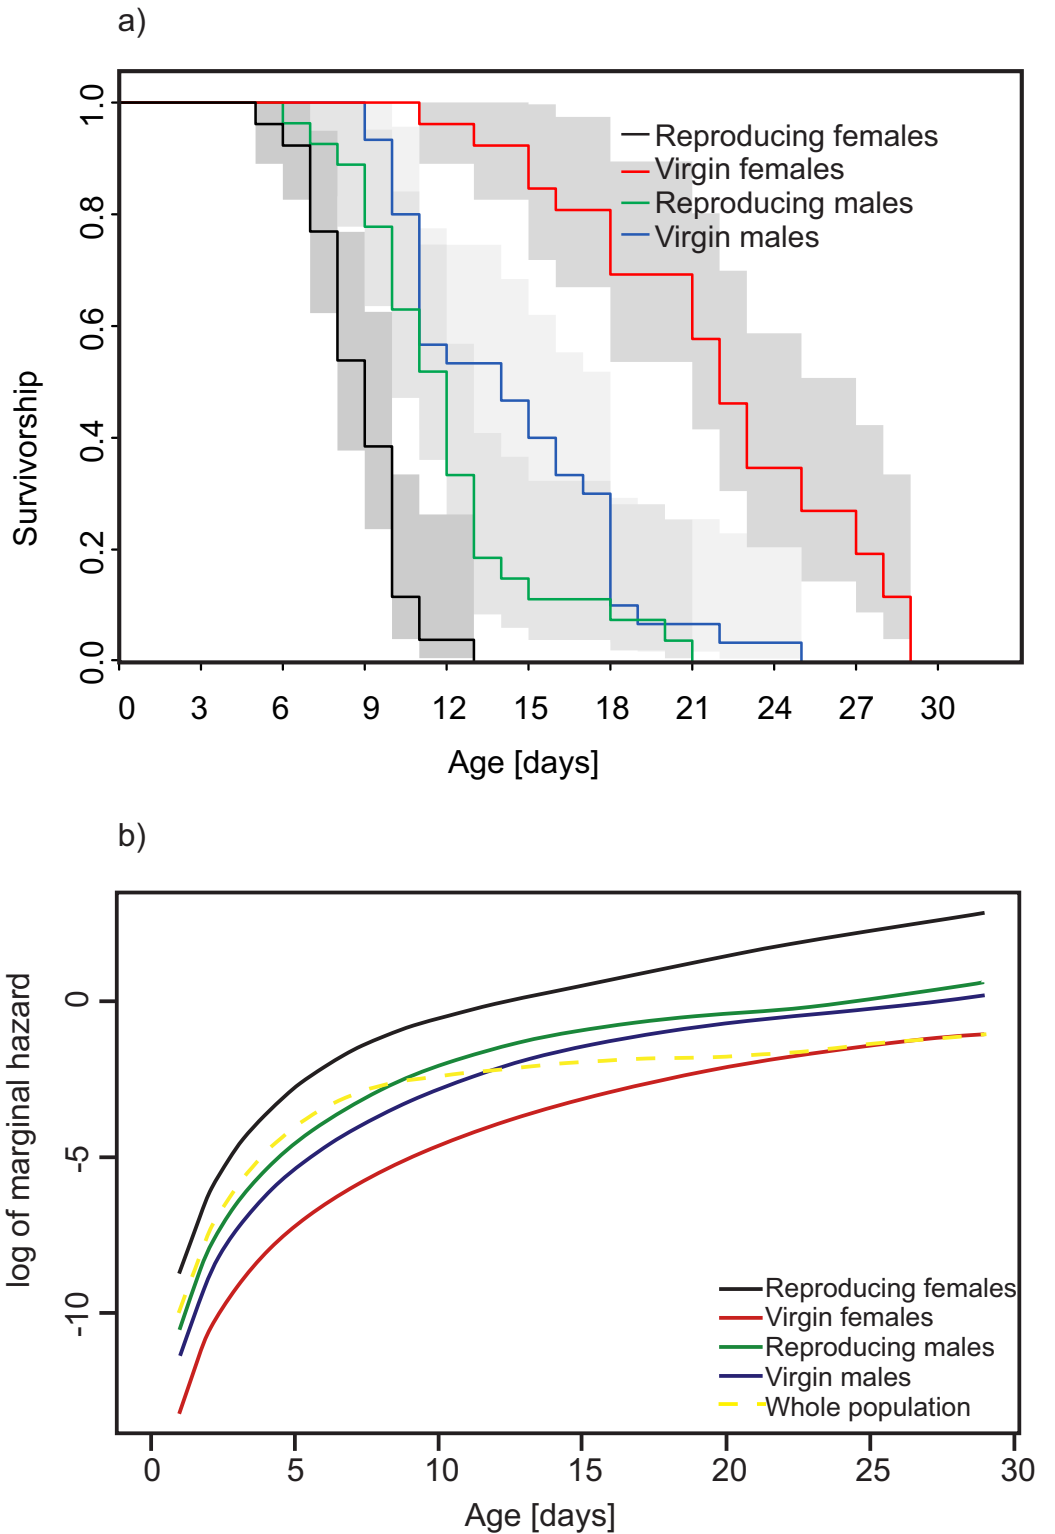 a)
Survivorship
1.0
0.8
0.6
0.4
0.2
0.0
Reproducing females
Virgin females
Reproducing males
Virgin males
0 3 6 9 12 15 18 21 24 27 30
Age [days]
b)
log of marginal hazard
0
-5
-10
Reproducing females
Virgin females
Reproducing males
Virgin males
Whole population
0 5 10 15 20 25 30
Age [days]